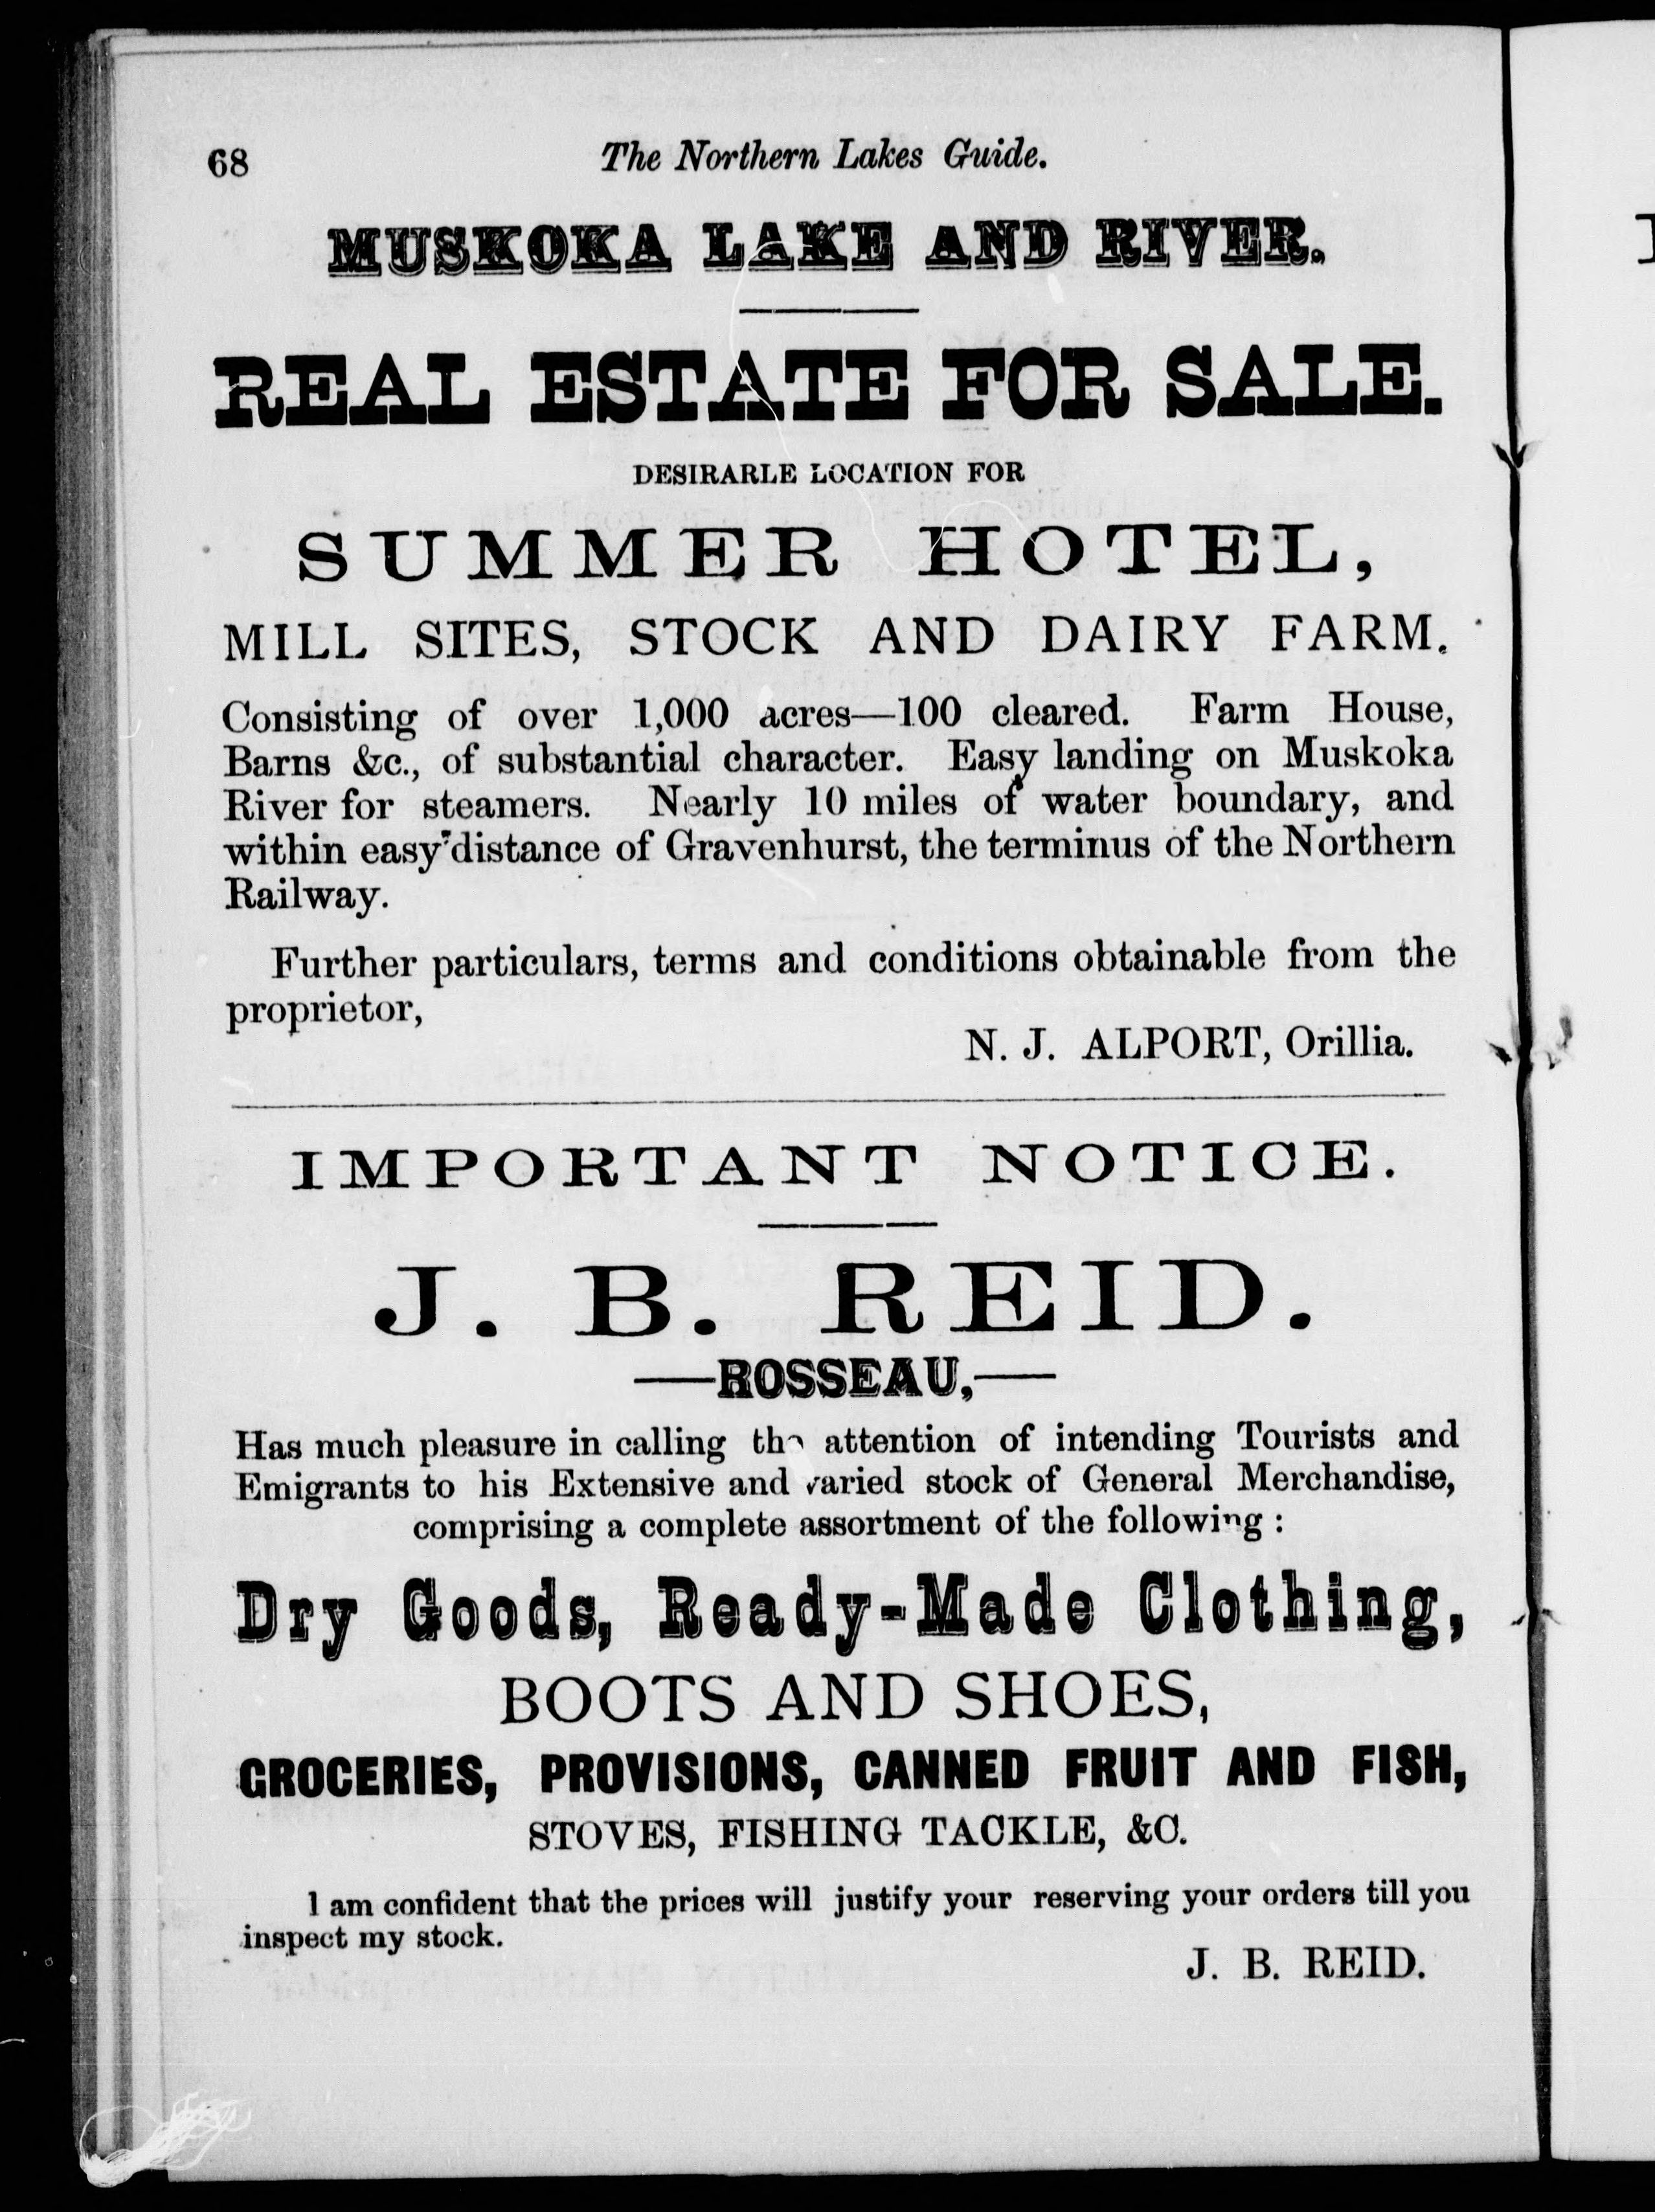 68
The Northern Lakes Guide.
MUSKOKA LAKE AND RIVER.
REAL ESTATE FOR SALE.
DESIRARLE LOCATION FOR
SUMMER HOTEL,
MILL SITES, STOCK AND DAIRY FARM.
Consisting of over 1,000 acres—100 cleared. Farm House,
Barns &c., of substantial character. Easy landing on Muskoka
River for steamers. Nearly 10 miles of water boundary, and
within easy distance of Gravenhurst, the terminus of the Northern
Railway.
Further particulars, terms and conditions obtainable from the
proprietor,
N. J. ALPORT, Orillia.
IMPORTANT NOTICE.
J. B. REID.
—ROSSEAU,—
Has much pleasure in calling the attention of intending Tourists and
Emigrants to his Extensive and varied stock of General Merchandise,
comprising a complete assortment of the following :
Dry Goods, Ready-Made Clothing,
BOOTS AND SHOES,
GROCERIES, PROVISIONS, CANNED FRUIT AND FISH,
STOVES, FISHING TACKLE, &C.
I am confident that the prices will justify your reserving your orders till you
inspect my stock.
J. B. REID.